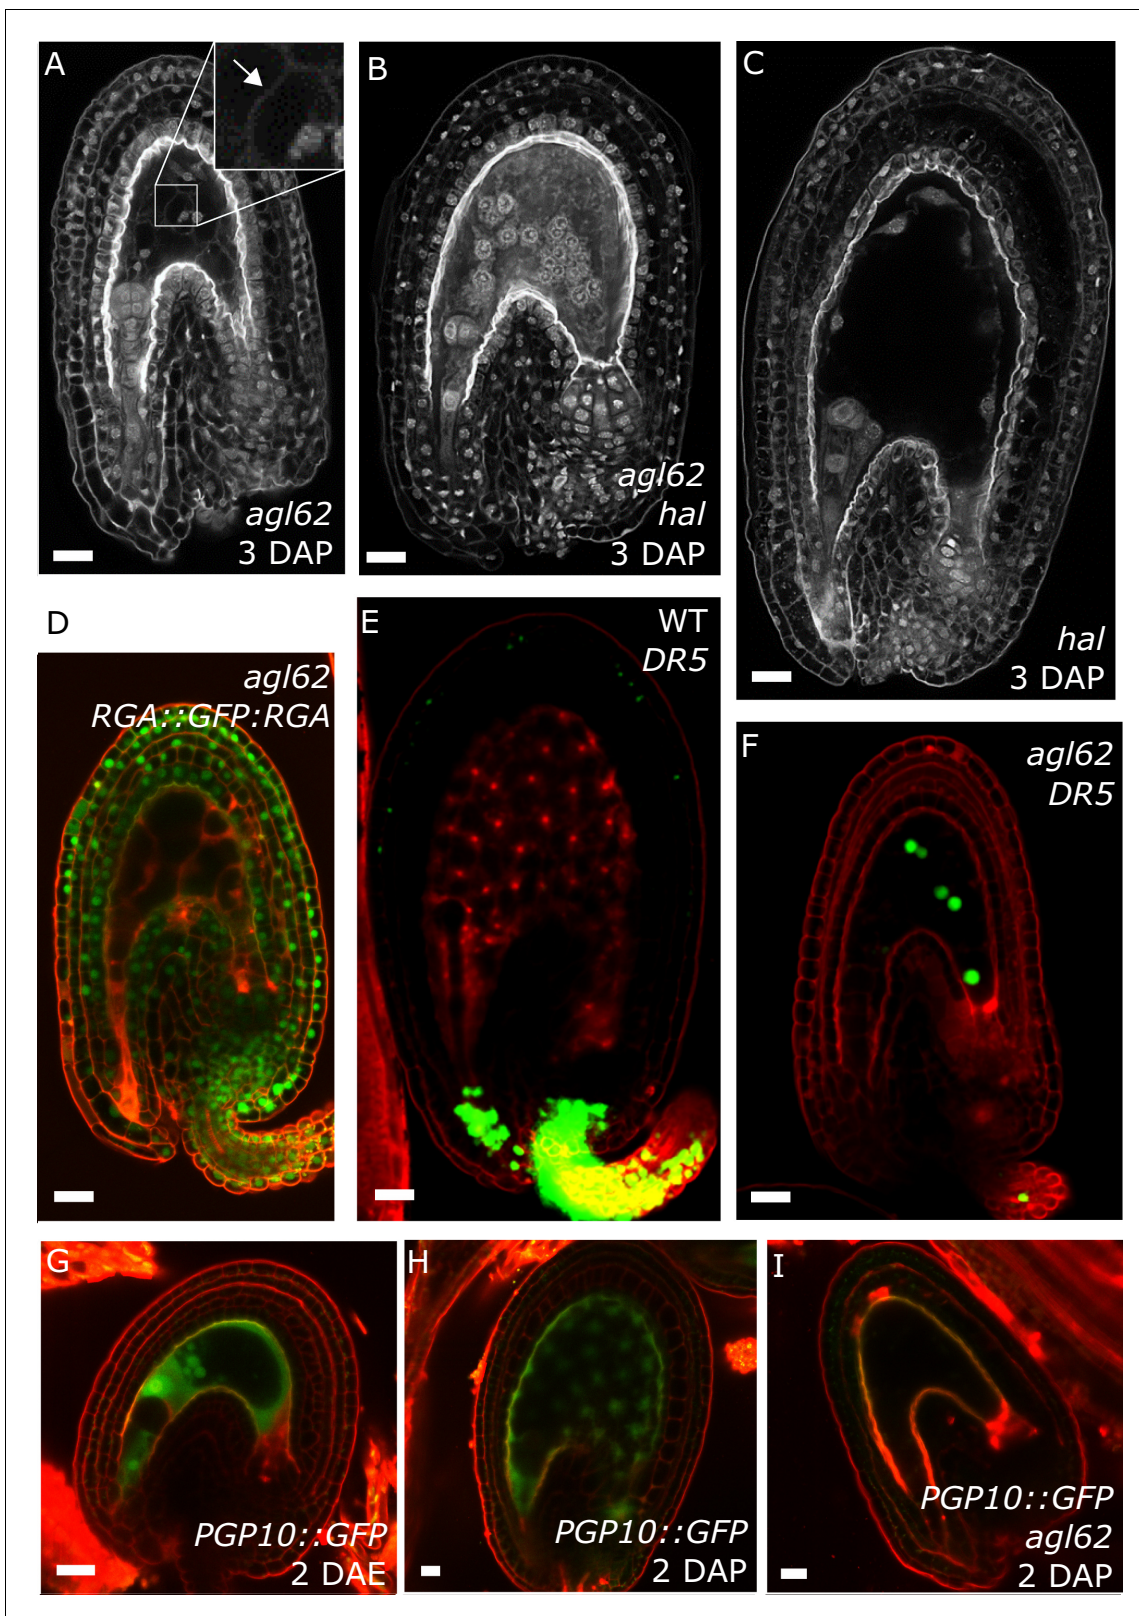 A
agl62
3 DAP
B
agl62
hal
3 DAP
C
hal
3 DAP
D
agl62
RGA::GFP:RGA
E
WT
DR5
F
agl62
DR5
G
PGP10::GFP
2 DAE
H
PGP10::GFP
2 DAP
I
PGP10::GFP
agl62
2 DAP